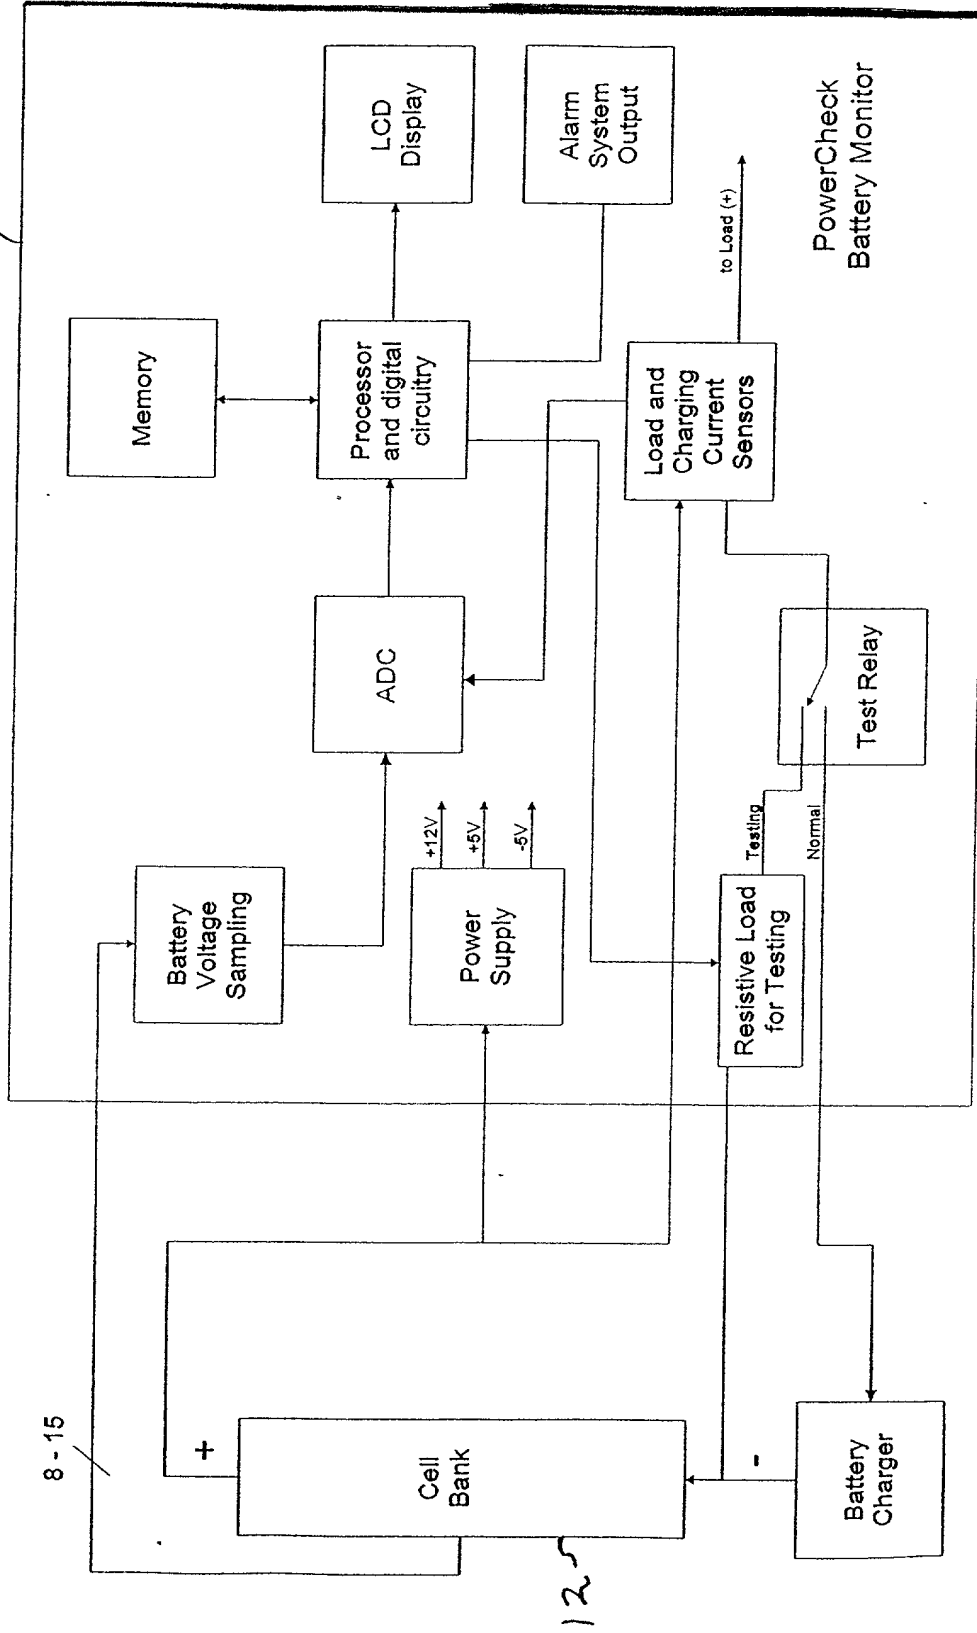 8 - 15
+
Cell
Bank
12
-
Battery
Charger
Battery
Voltage
Sampling
Power
Supply
+12V
+5V
-5V
Resistive Load
for Testing
Testing
Normal
Test Relay
ADC
Memory
Processor
and digital
circuitry
Load and
Charging
Current
Sensors
LCD
Display
Alarm
System
Output
to Load (+)
PowerCheck
Battery Monitor